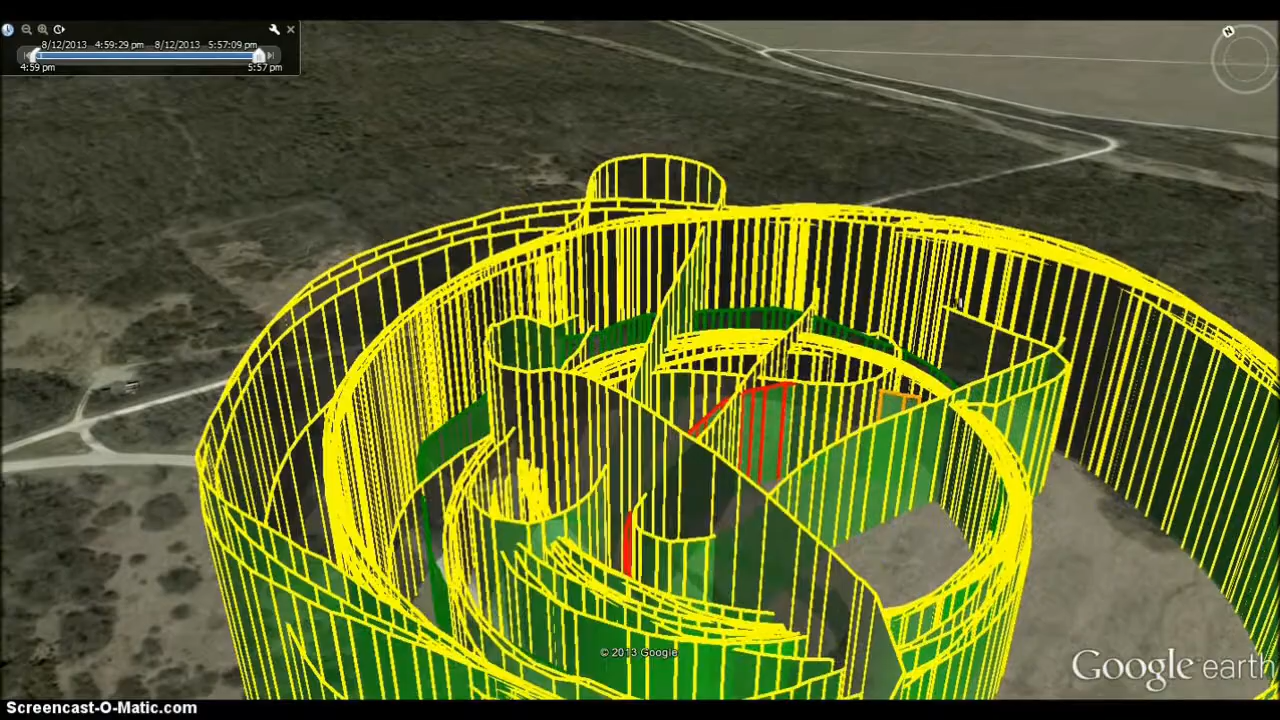 8/12/2013 4:59:29 pm 8/12/2013 5:57:09 pm
4:59 pm 5:57 pm
N
© 2013 Google
Google earth
Screencast-O-Matic.com